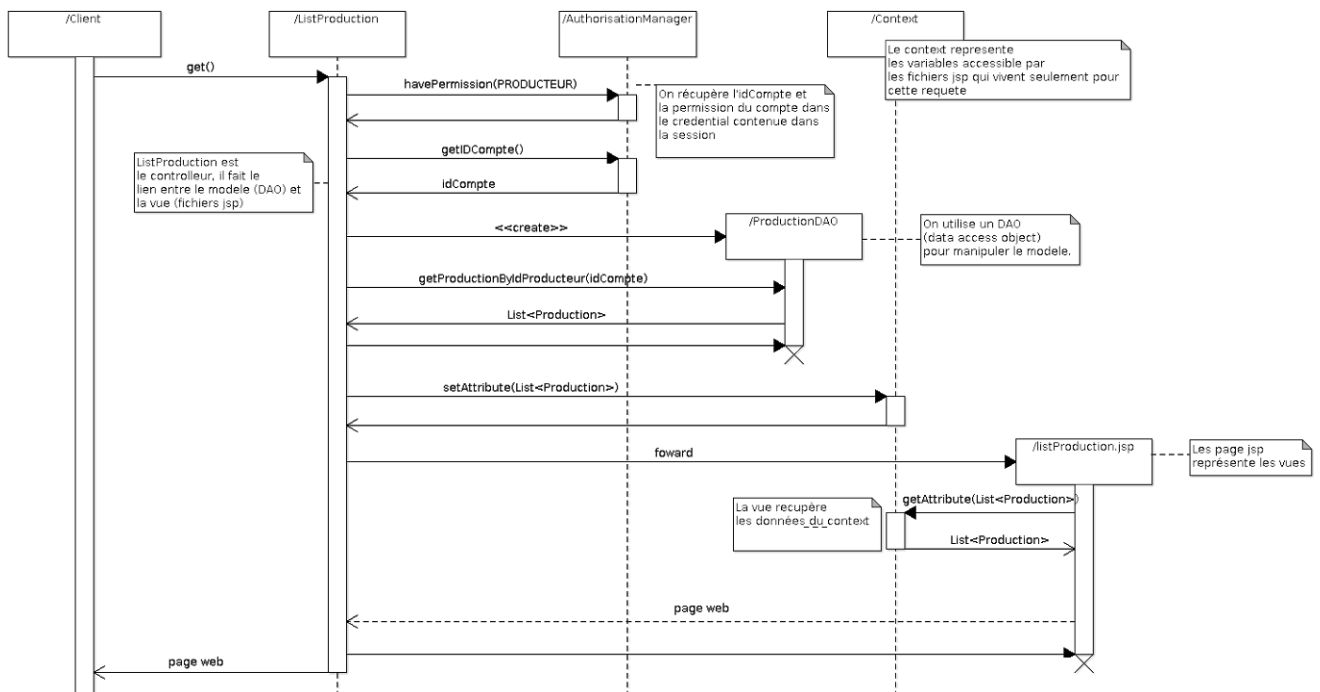 /Client
/ListProduction
/AuthorisationManager
/Context
Le context represente
les variables accessible par
les fichiers jsp qui vivent seulement pour
cette requete
get()
havePermission(PRODUCTEUR)
On récupère l'idCompte et
la permission du compte dans
le credential contenue dans
la session
getIDCompte()
ListProduction est
le controlleur, il fait le
lien entre le modele (DAO) et
la vue (fichiers jsp)
idCompte
<<create>>
/ProductionDAO
On utilise un DAO
(data access object)
pour manipuler le modele.
getProductionByIdProducteur(idCompte)
List<Production>
setAttribute(List<Production>)
foward
/listProduction.jsp
Les page jsp
représente les vues
La vue recupère
les données du context
getAttribute(List<Production>)
List<Production>
page web
page web